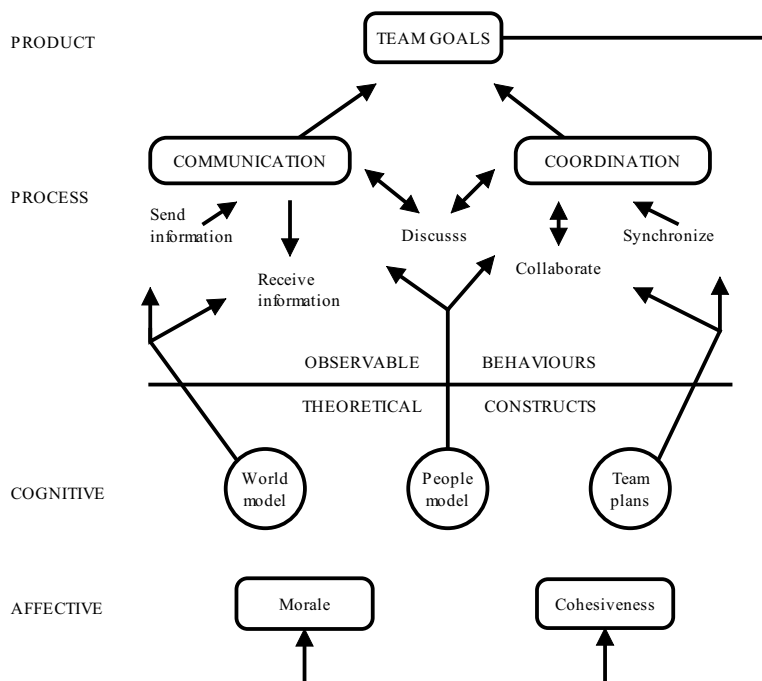 PRODUCT
TEAM GOALS
COMMUNICATION
COORDINATION
PROCESS
Send
information
Discusss
Synchronize
Receive
information
Collaborate
OBSERVABLE BEHAVIOURS
THEORETICAL CONSTRUCTS
COGNITIVE
World
model
People
model
Team
plans
AFFECTIVE
Morale
Cohesiveness